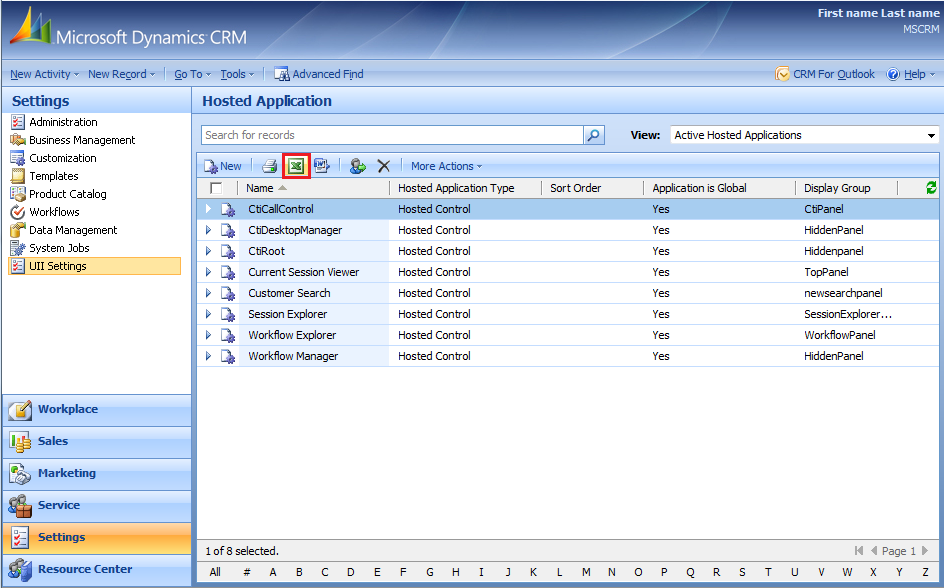 First name Last name
Microsoft Dynamics CRM
MSCRM
New Activity New Record Go To Tools Advanced Find CRM For Outlook Help
Settings
Administration
Business Management
Customization
Templates
Product Catalog
Workflows
Data Management
System Jobs
UII Settings
Workplace
Sales
Marketing
Service
Settings
Resource Center
Hosted Application
Search for records View: Active Hosted Applications
New More Actions
Name Hosted Application Type Sort Order Application is Global Display Group
CtiCallControl Hosted Control Yes CtiPanel
CtiDesktopManager Hosted Control Yes HiddenPanel
CtiRoot Hosted Control Yes Hiddenpanel
Current Session Viewer Hosted Control Yes TopPanel
Customer Search Hosted Control Yes newsearchpanel
Session Explorer Hosted Control Yes SessionExplorer...
Workflow Explorer Hosted Control Yes WorkflowPanel
Workflow Manager Hosted Control Yes HiddenPanel
1 of 8 selected. Page 1
All # A B C D E F G H I J K L M N O P Q R S T U V W X Y Z